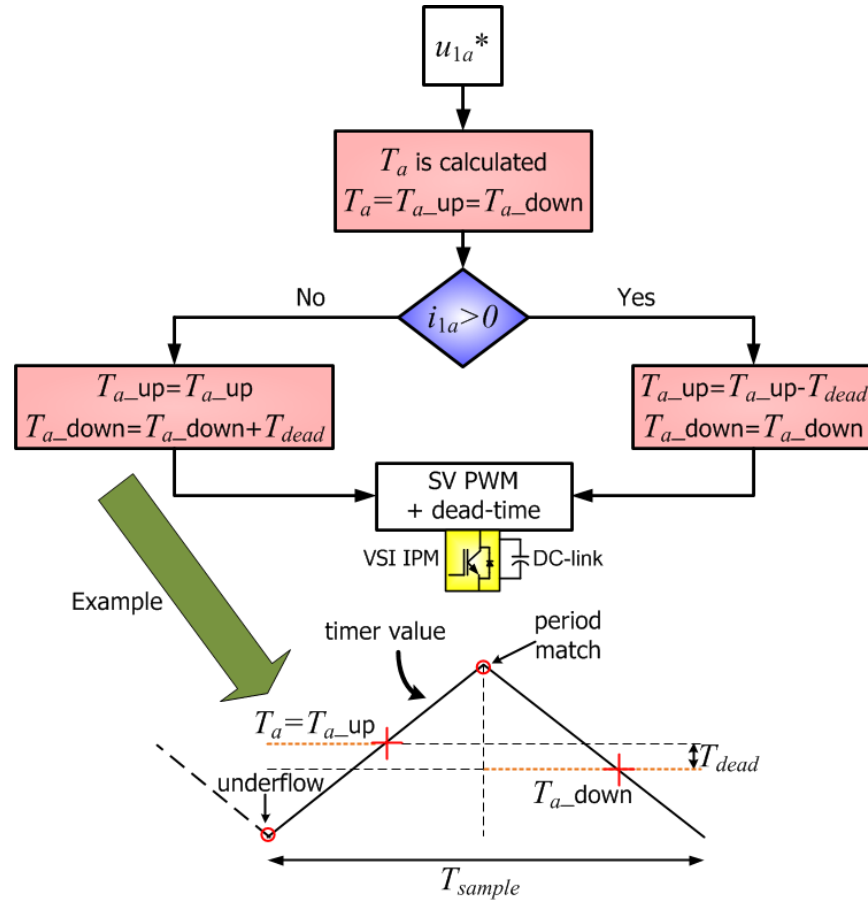 u1a*
Ta is calculated
Ta=Ta_up=Ta_down
No
i1a>0
Yes
Ta_up=Ta_up
Ta_down=Ta_down+Tdead
Ta_up=Ta_up-Tdead
Ta_down=Ta_down
SV PWM
+ dead-time
VSI IPM
DC-link
Example
timer value
period
match
Ta=Ta_up
Tdead
underflow
Ta_down
Tsample